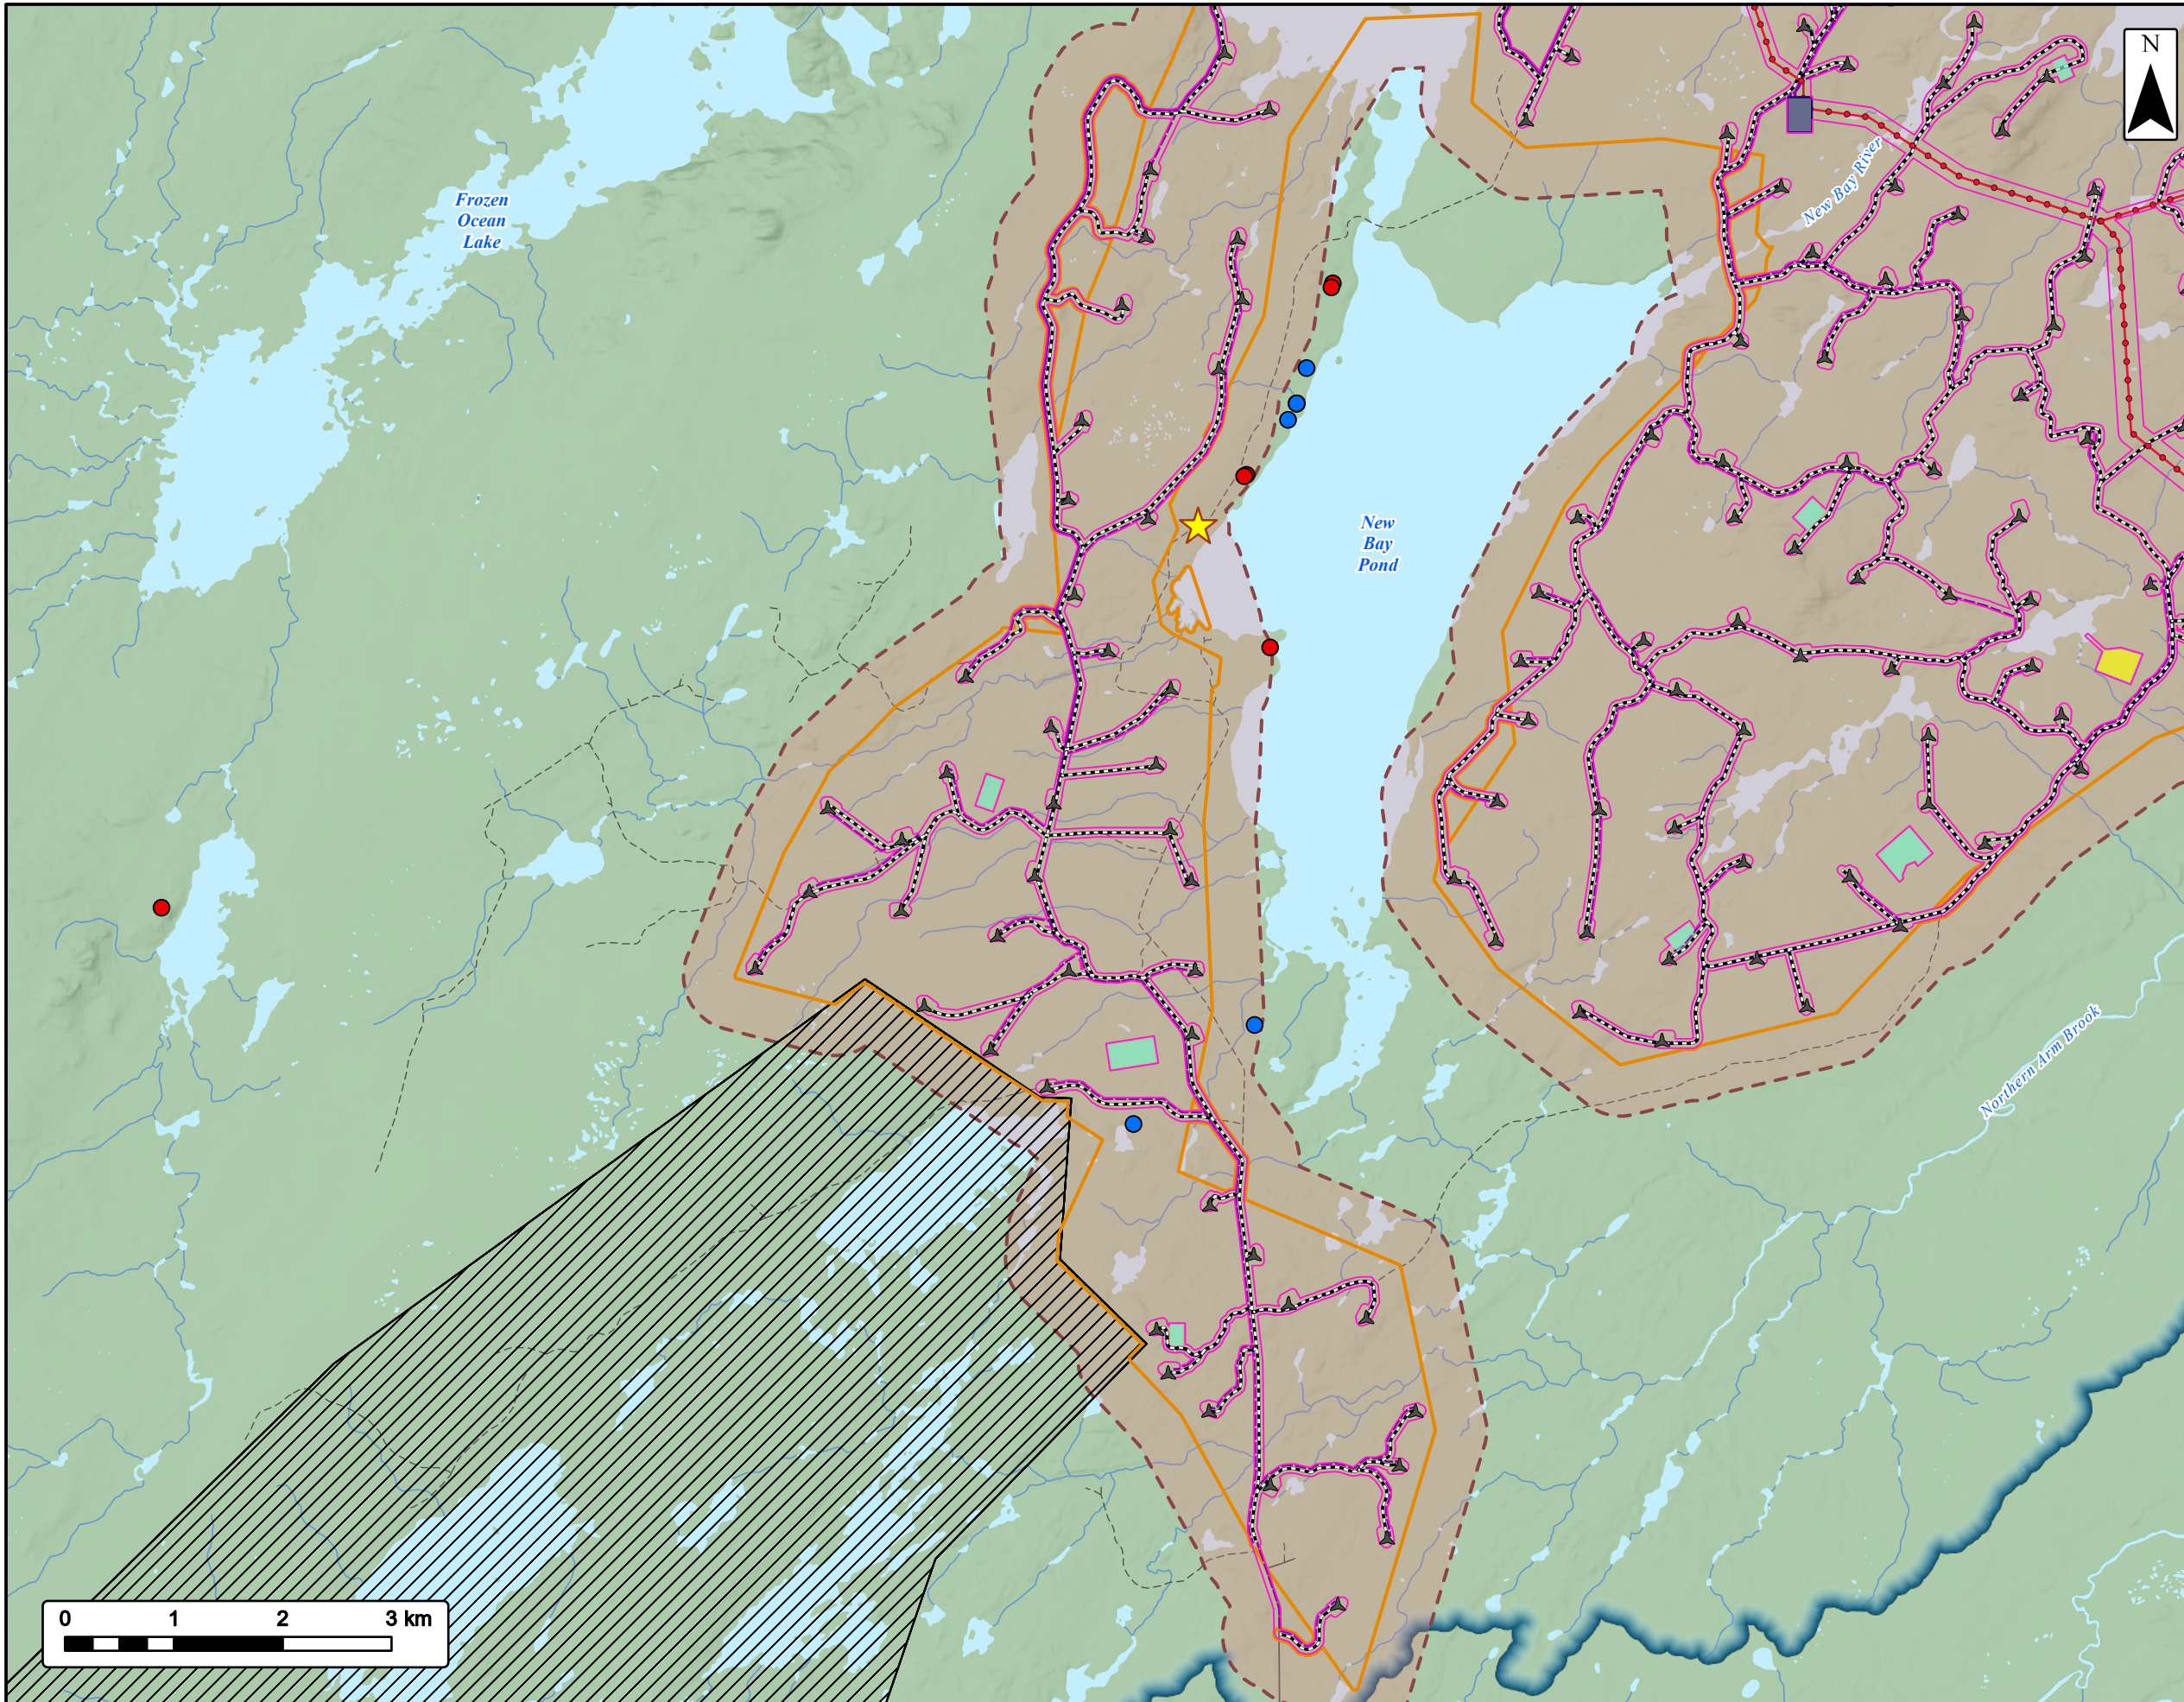 N
New Bay River
Frozen
Ocean
Lake
New
Bay
Pond
Northern Arm Brook
0 1 2 3 km